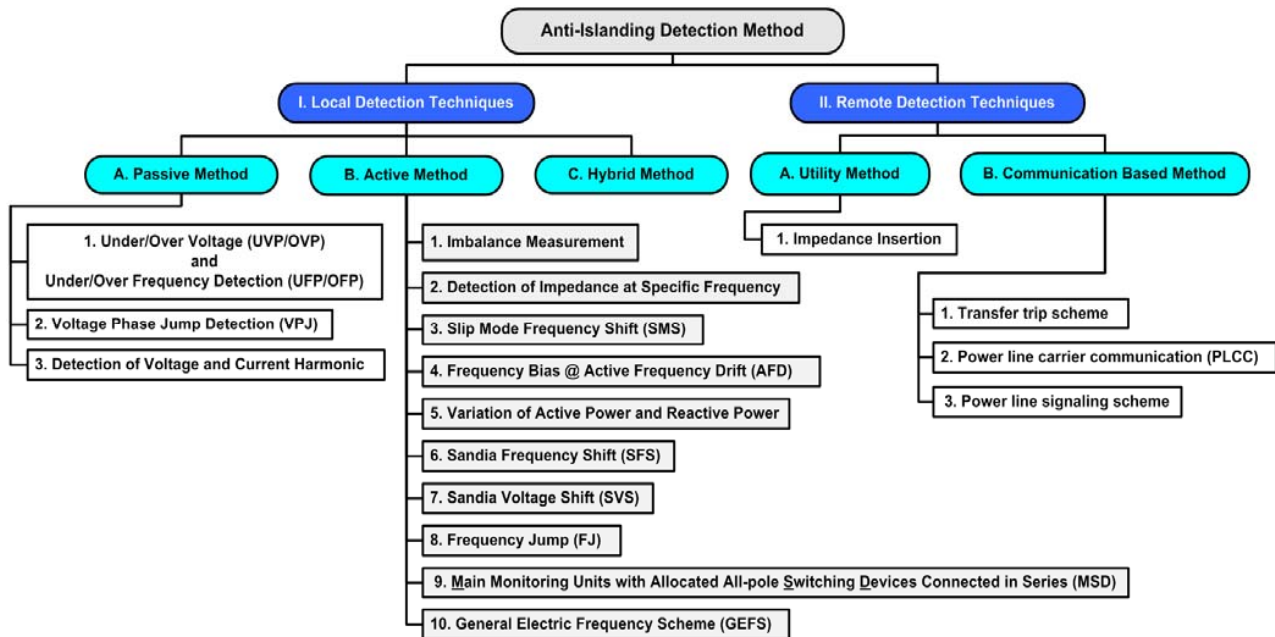 Anti-Islanding Detection Method
I. Local Detection Techniques
II. Remote Detection Techniques
A. Passive Method
B. Active Method
C. Hybrid Method
A. Utility Method
B. Communication Based Method
1. Under/Over Voltage (UVP/OVP)
and
Under/Over Frequency Detection (UFP/OFP)
2. Voltage Phase Jump Detection (VPJ)
3. Detection of Voltage and Current Harmonic
1. Imbalance Measurement
2. Detection of Impedance at Specific Frequency
3. Slip Mode Frequency Shift (SMS)
4. Frequency Bias @ Active Frequency Drift (AFD)
5. Variation of Active Power and Reactive Power
6. Sandia Frequency Shift (SFS)
7. Sandia Voltage Shift (SVS)
8. Frequency Jump (FJ)
9. Main Monitoring Units with Allocated All-pole Switching Devices Connected in Series (MSD)
10. General Electric Frequency Scheme (GEFS)
1. Impedance Insertion
1. Transfer trip scheme
2. Power line carrier communication (PLCC)
3. Power line signaling scheme